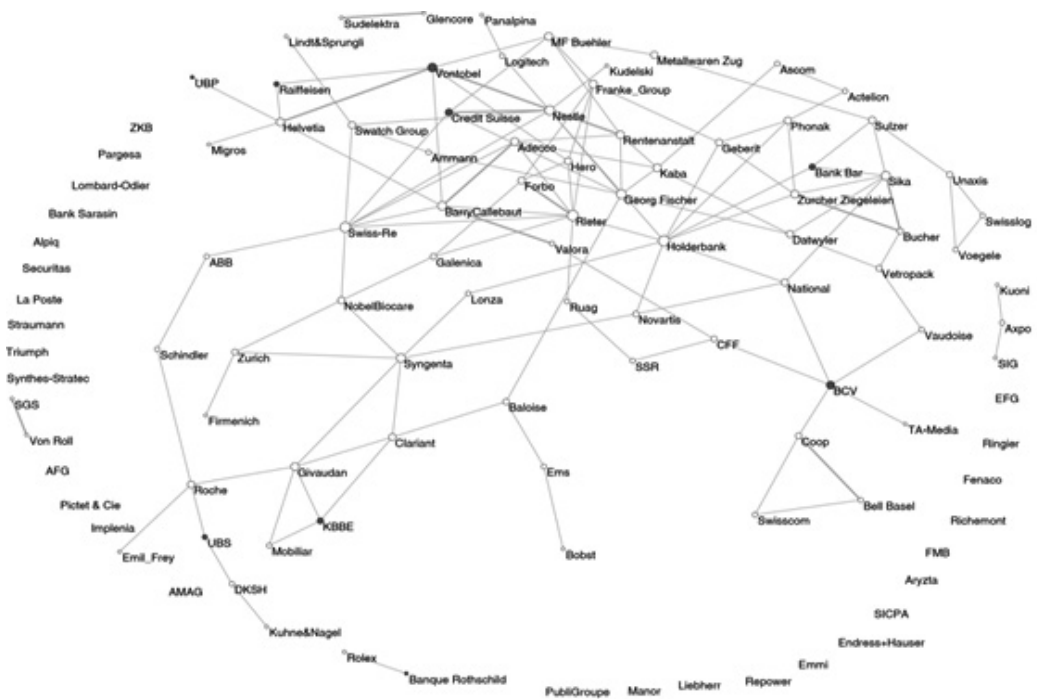 Sudelektra
Glencore
Panalpina
Lindt&Sprungli
MF Buehler
Logitech
Metallwaren Zug
Vontobel
Kudelski
Ascom
UBP
Raiffeisen
Franke_Group
Actelion
Credit Suisse
Nestle
ZKB
Helvetia
Swatch Group
Phonak
Sulzer
Rentenanstalt
Geberit
Migros
Adecco
Pargesa
Ammann
Hero
Kaba
Bank Bar
Sika
Unaxis
Lombard-Odier
Forbo
Georg Fischer
Zurcher Ziegeleien
Bank Sarasin
BarryCallebaut
Rieter
Swisslog
Swiss-Re
Bucher
Alpiq
Valora
Holderbank
Datwyler
Voegele
ABB
Galenica
Securitas
Vetropack
National
Kuoni
La Poste
NobelBiocare
Lonza
Ruag
Novartis
Straumann
Vaudoise
Axpo
Triumph
Schindler
Zurich
Syngenta
SSR
CFF
SIG
Synthes-Stratec
BCV
EFG
SGS
Firmenich
Baloise
TA-Media
Von Roll
Clariant
Coop
Ringier
AFG
Givaudan
Ems
Roche
Fenaco
Pictet & Cie
Bell Basel
Implenia
KBBE
Swisscom
Richemont
UBS
Emil_Frey
Mobiliar
Bobst
FMB
AMAG
DKSH
Aryzta
SICPA
Kuhne&Nagel
Endress+Hauser
Rolex
Emmi
Banque Rothschild
Repower
Liebherr
PubliGroupe
Manor